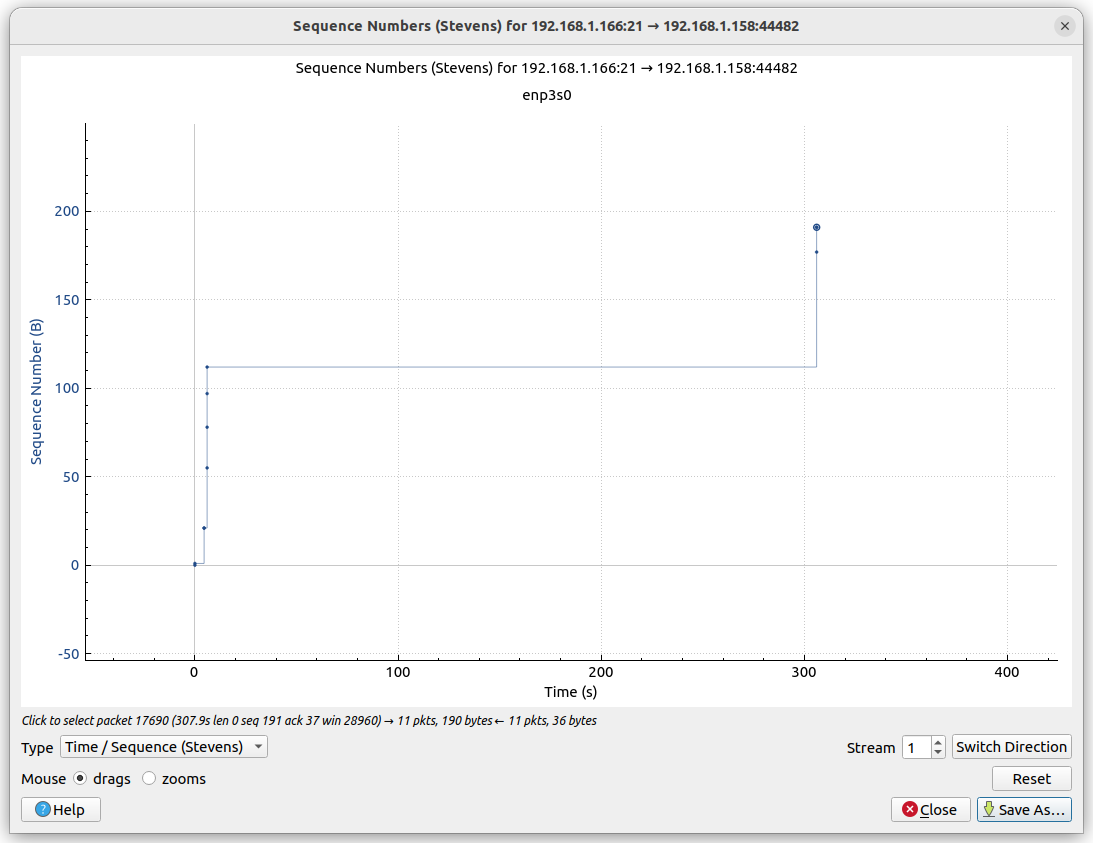 Sequence Numbers (Stevens) for 192.168.1.166:21 → 192.168.1.158:44482
Sequence Numbers (Stevens) for 192.168.1.166:21 → 192.168.1.158:44482
enp3s0
200
150
100
50
0
-50
Sequence Number (B)
0 100 200 300 400
Time (s)
Click to select packet 17690 (307.9s len 0 seq 191 ack 37 win 28960) → 11 pkts, 190 bytes ← 11 pkts, 36 bytes
Type Time / Sequence (Stevens) Stream 1 Switch Direction
Mouse drags zooms Reset
? Help Close Save As…